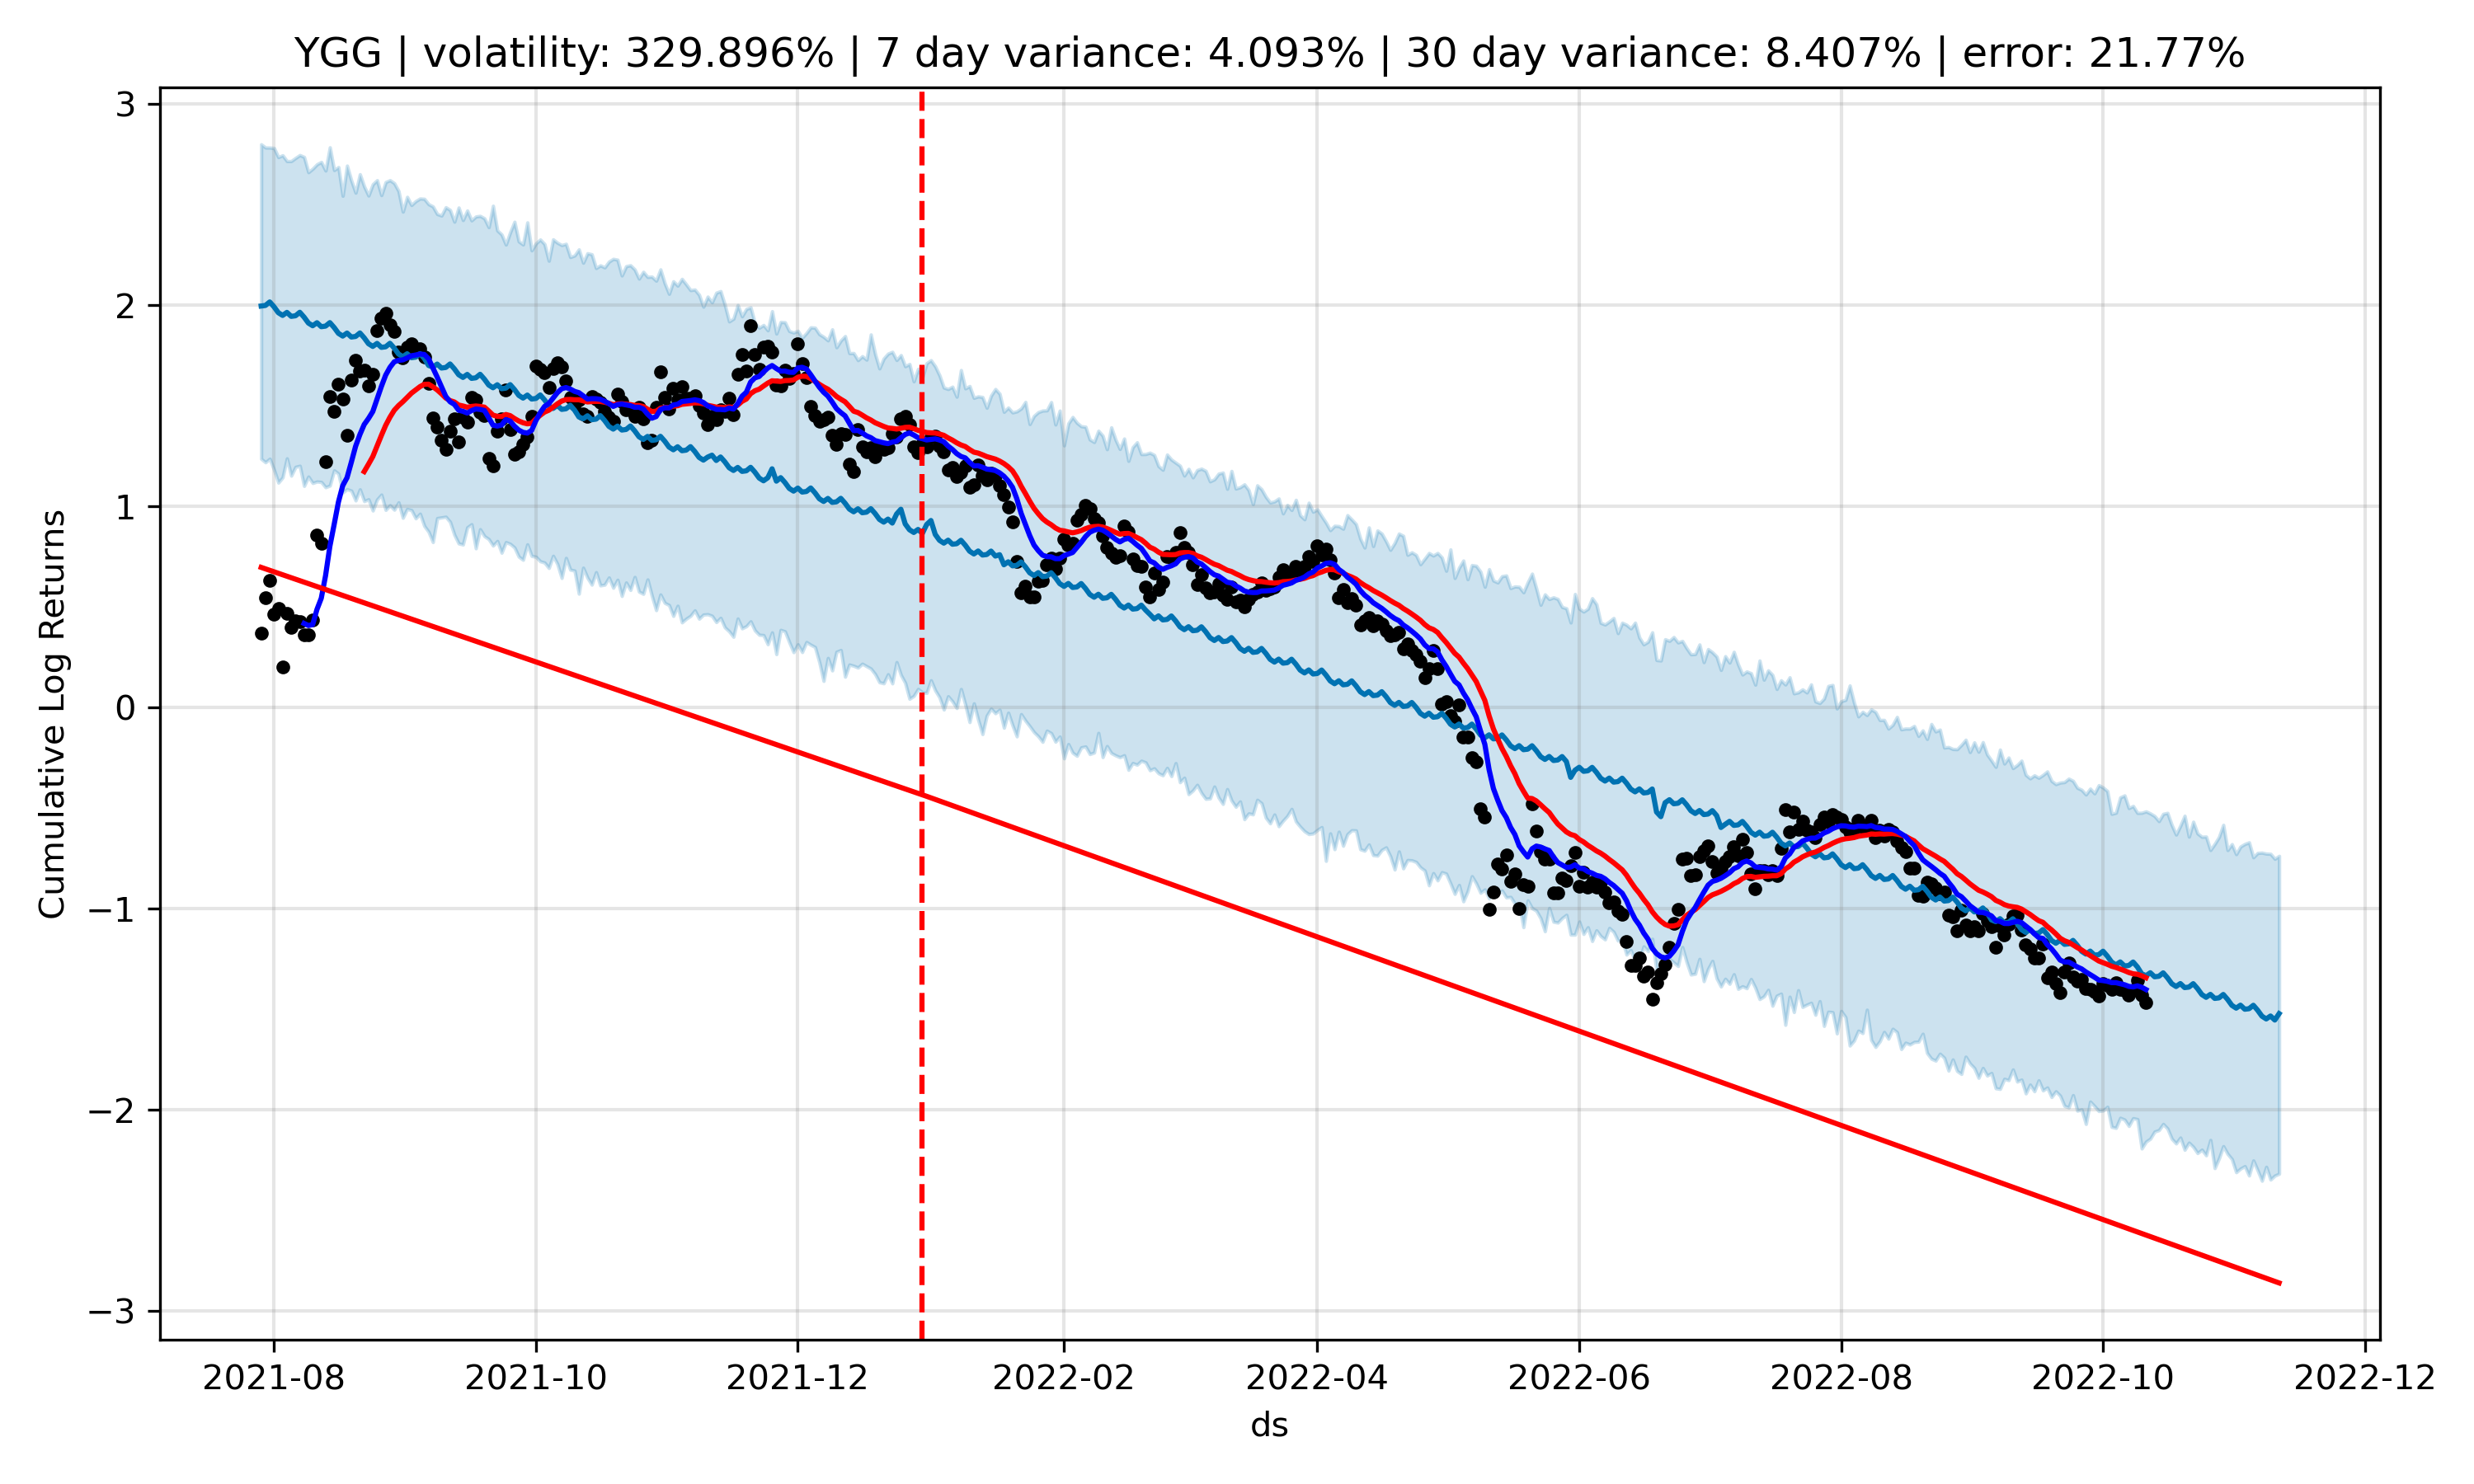 YGG | volatility: 329.896% | 7 day variance: 4.093% | 30 day variance: 8.407% | error: 21.77%
Cumulative Log Returns
3
2
1
0
−1
−2
−3
2021-08 2021-10 2021-12 2022-02 2022-04 2022-06 2022-08 2022-10 2022-12
ds